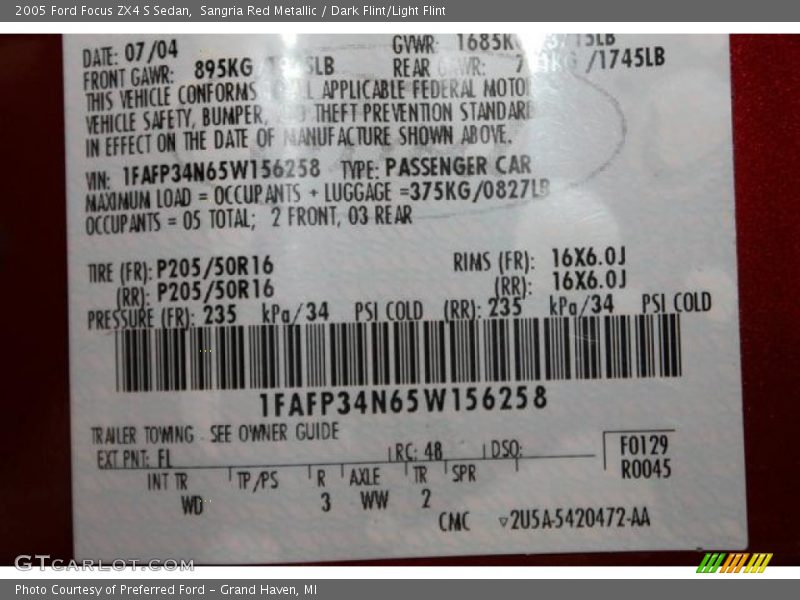 2005 Ford Focus ZX4 S Sedan, Sangria Red Metallic / Dark Flint/Light Flint
DATE: 07/04 GVWR: 1685KG
FRONT GAWR: 895KG LB REAR GAWR: /1745LB
THIS VEHICLE CONFORMS APPLICABLE FEDERAL MOTOR
VEHICLE SAFETY, BUMPER, THEFT PREVENTION STANDARD
IN EFFECT ON THE DATE OF MANUFACTURE SHOWN ABOVE.
VIN: 1FAFP34N65W156258 TYPE: PASSENGER CAR
MAXIMUM LOAD = OCCUPANTS + LUGGAGE =375KG/0827LB
OCCUPANTS = 05 TOTAL; 2 FRONT, 03 REAR
TIRE (FR): P205/50R16 RIMS (FR): 16X6.0J
(RR): P205/50R16 (RR): 16X6.0J
PRESSURE (FR): 235 kPa/34 PSI COLD (RR): 235 kPa/34 PSI COLD
1FAFP34N65W156258
TRAILER TOWING - SEE OWNER GUIDE
EXT PNT: FL RC: 48 DSO: F0129
INT TR TP/PS R AXLE TR SPR R0045
WD 3 WW 2
CMC 2U5A-5420472-AA
GTCarLot.com
Photo Courtesy of Preferred Ford – Grand Haven, MI